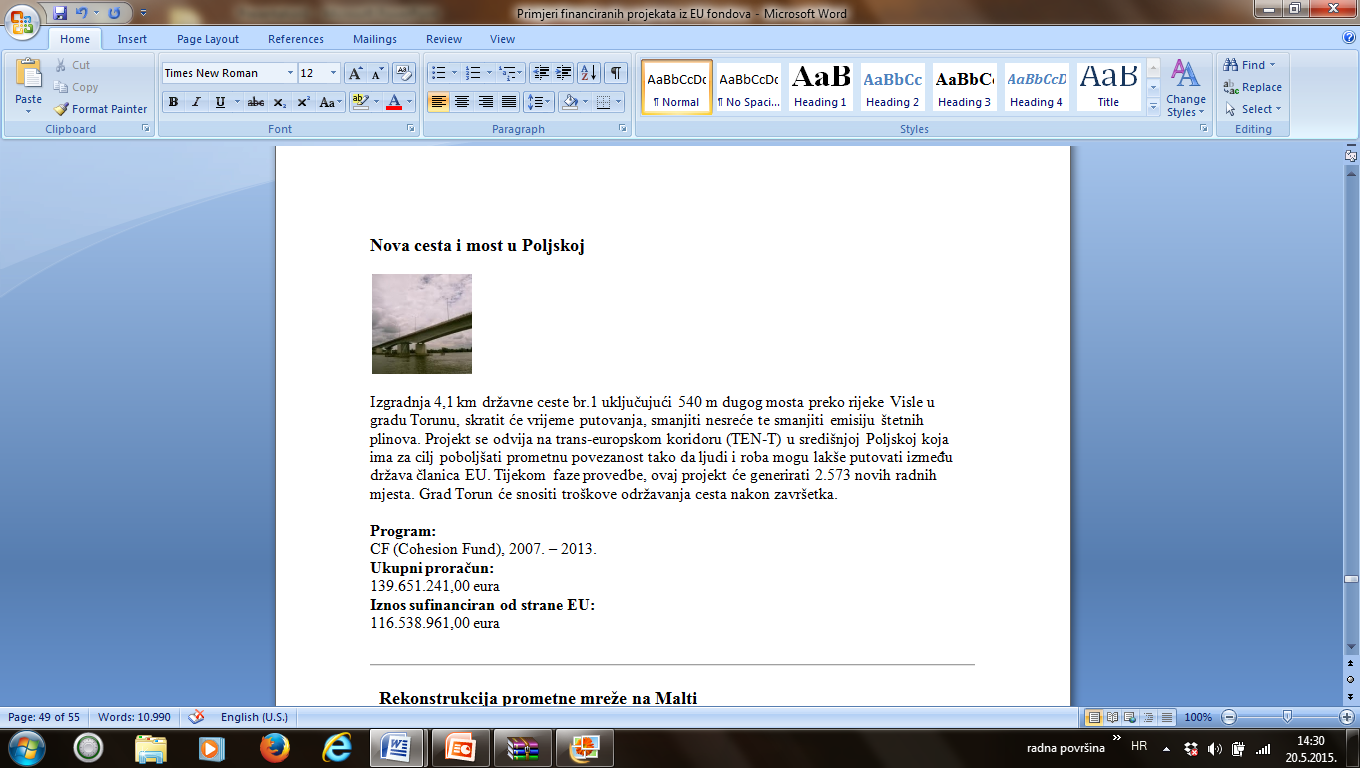 Primjeri financiranih projekata iz EU fondova - Microsoft Word
Home Insert Page Layout References Mailings Review View
Paste
Cut
Copy
Format Painter
Clipboard
Times New Roman 12
B I U abc x₂ x² Aa
Font
Paragraph
AaBbCcDc AaBbCcDc AaB AaBbCc AaBbC AaBbCcD AaB
¶ Normal ¶ No Spaci... Heading 1 Heading 2 Heading 3 Heading 4 Title
Change Styles
Styles
Find
Replace
Select
Editing
Nova cesta i most u Poljskoj
Izgradnja 4,1 km državne ceste br.1 uključujući 540 m dugog mosta preko rijeke Visle u
gradu Torunu, skratit će vrijeme putovanja, smanjiti nesreće te smanjiti emisiju štetnih
plinova. Projekt se odvija na trans-europskom koridoru (TEN-T) u središnjoj Poljskoj koja
ima za cilj poboljšati prometnu povezanost tako da ljudi i roba mogu lakše putovati između
država članica EU. Tijekom faze provedbe, ovaj projekt će generirati 2.573 novih radnih
mjesta. Grad Torun će snositi troškove održavanja cesta nakon završetka.
Program:
CF (Cohesion Fund), 2007. – 2013.
Ukupni proračun:
139.651.241,00 eura
Iznos sufinanciran od strane EU:
116.538.961,00 eura
Rekonstrukcija prometne mreže na Malti
Page: 49 of 55 Words: 10.990 English (U.S.) 100%
radna površina HR 14:30
20.5.2015.